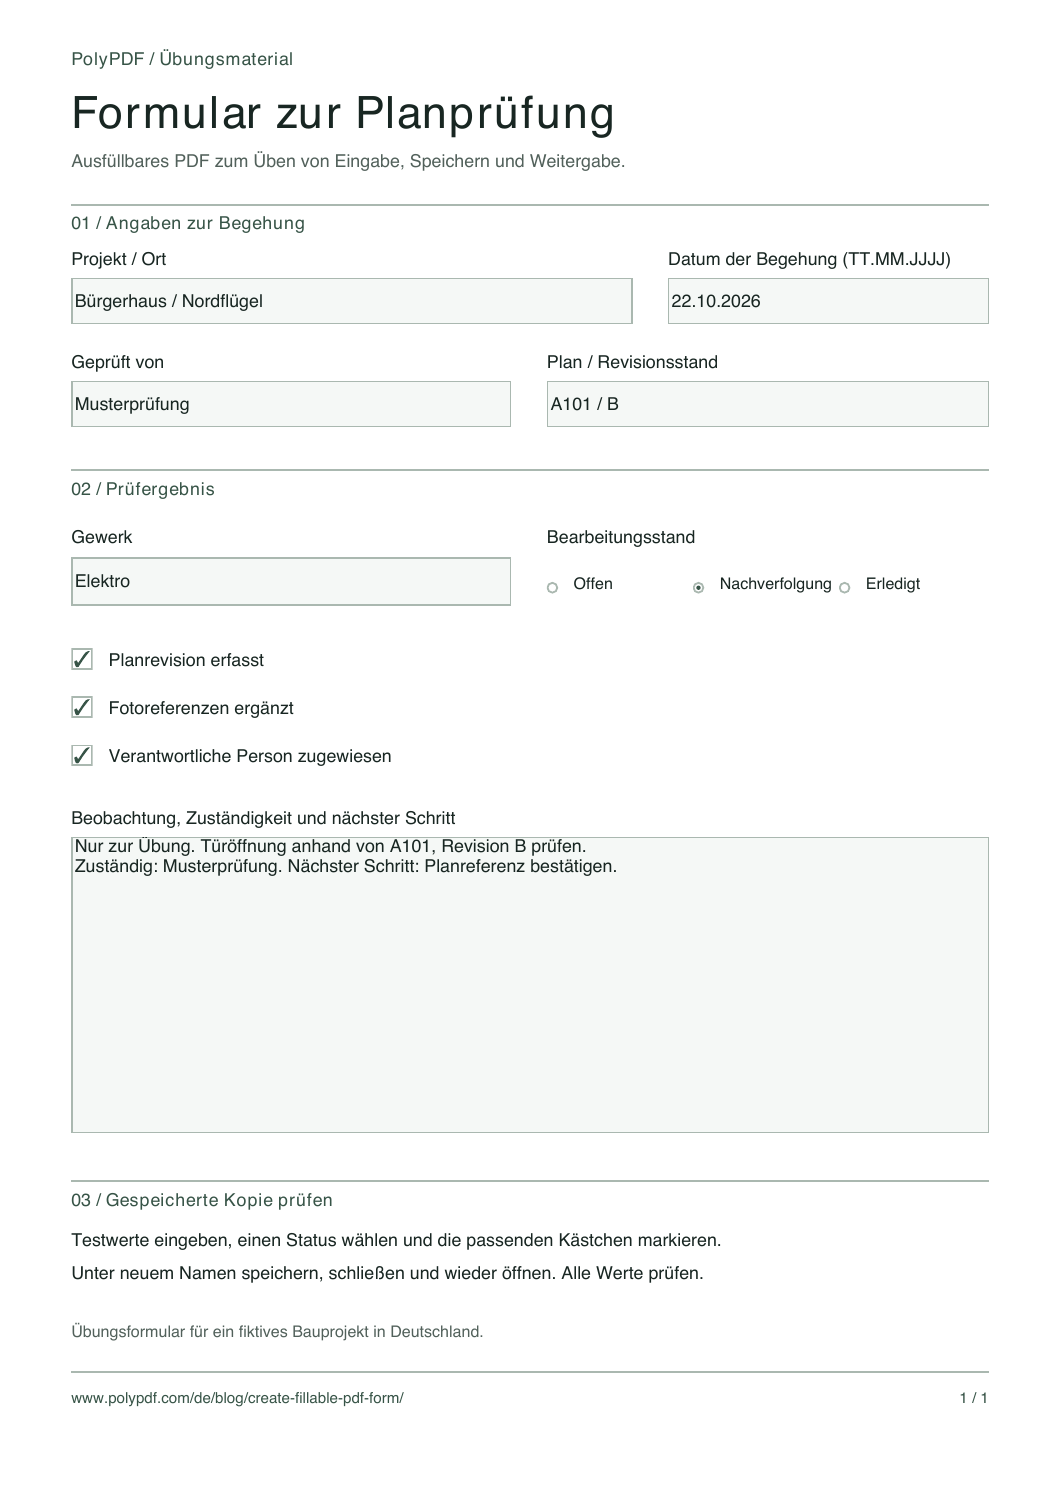 PolyPDF / Übungsmaterial
Formular zur Planprüfung
Ausfüllbares PDF zum Üben von Eingabe, Speichern und Weitergabe.
01 / Angaben zur Begehung
Projekt / Ort
Datum der Begehung (TT.MM.JJJJ)
Bürgerhaus / Nordflügel
22.10.2026
Geprüft von
Plan / Revisionsstand
Musterprüfung
A101 / B
02 / Prüfergebnis
Gewerk
Bearbeitungsstand
Elektro
Offen
Nachverfolgung
Erledigt
Planrevision erfasst
Fotoreferenzen ergänzt
Verantwortliche Person zugewiesen
Beobachtung, Zuständigkeit und nächster Schritt
Nur zur Übung. Türöffnung anhand von A101, Revision B prüfen.
Zuständig: Musterprüfung. Nächster Schritt: Planreferenz bestätigen.
03 / Gespeicherte Kopie prüfen
Testwerte eingeben, einen Status wählen und die passenden Kästchen markieren.
Unter neuem Namen speichern, schließen und wieder öffnen. Alle Werte prüfen.
Übungsformular für ein fiktives Bauprojekt in Deutschland.
www.polypdf.com/de/blog/create-fillable-pdf-form/
1 / 1